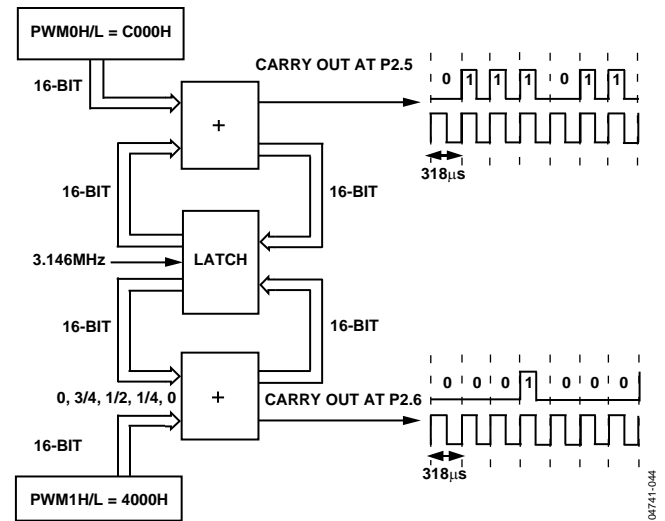 PWM0H/L = C000H
16-BIT
CARRY OUT AT P2.5
0 1 1 1 0 1 1
+
318μs
16-BIT
16-BIT
3.146MHz
LATCH
16-BIT
16-BIT
0, 3/4, 1/2, 1/4, 0
+
CARRY OUT AT P2.6
0 0 0 1 0 0 0
16-BIT
318μs
PWM1H/L = 4000H
04741-044